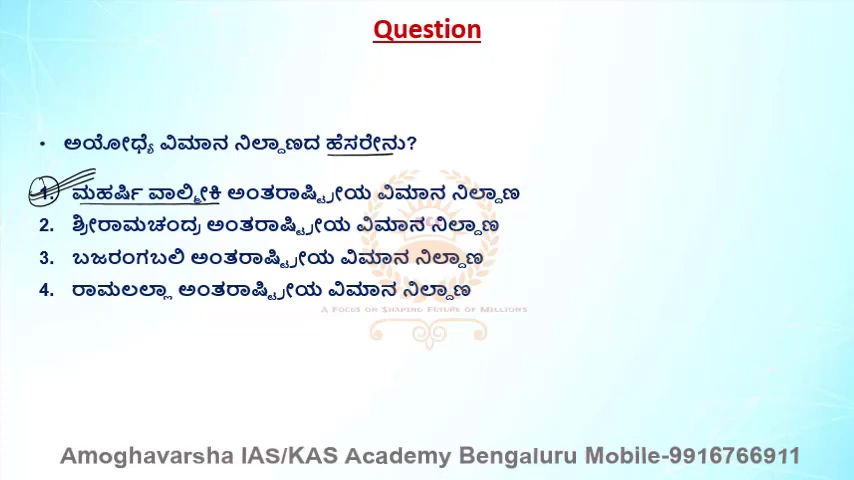 Question
• ಅಯೋಧ್ಯೆ ವಿಮಾನ ನಿಲ್ದಾಣದ ಹೆಸರೇನು?
1. ಮಹರ್ಷಿ ವಾಲ್ಮೀಕಿ ಅಂತರಾಷ್ಟ್ರೀಯ ವಿಮಾನ ನಿಲ್ದಾಣ
2. ಶ್ರೀರಾಮಚಂದ್ರ ಅಂತರಾಷ್ಟ್ರೀಯ ವಿಮಾನ ನಿಲ್ದಾಣ
3. ಬಜರಂಗಬಲಿ ಅಂತರಾಷ್ಟ್ರೀಯ ವಿಮಾನ ನಿಲ್ದಾಣ
4. ರಾಮಲಲ್ಲಾ ಅಂತರಾಷ್ಟ್ರೀಯ ವಿಮಾನ ನಿಲ್ದಾಣ
A Focus on Shaping Future of Millions
Amoghavarsha IAS/KAS Academy Bengaluru Mobile-9916766911